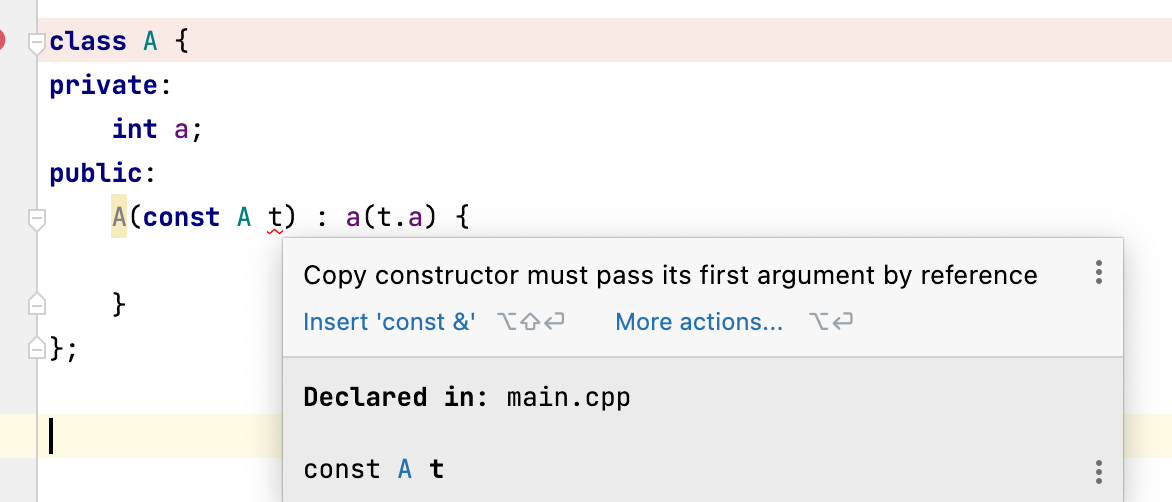 class A {
private:
    int a;
public:
    A(const A t) : a(t.a) {
Copy constructor must pass its first argument by reference
    }
Insert 'const &' ⌥⇧⏎ More actions... ⌥⏎
};
Declared in: main.cpp
const A t